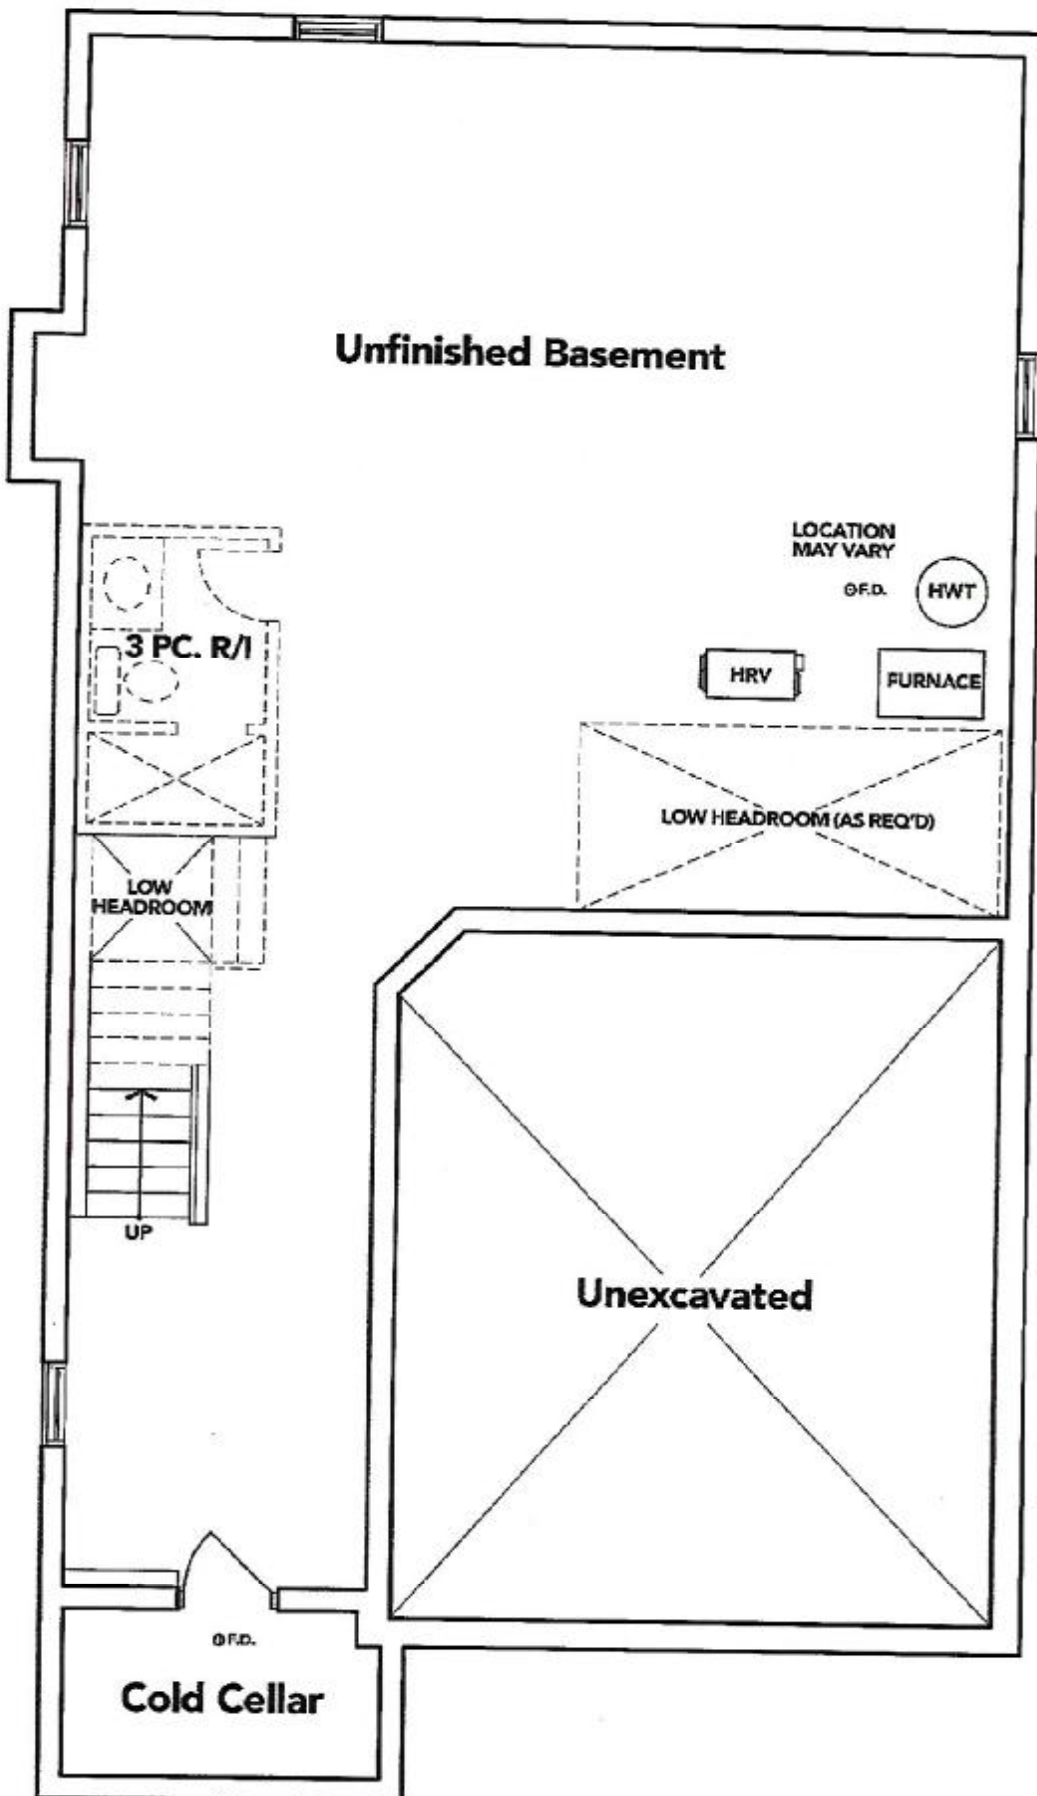 Unfinished Basement
LOCATION
MAY VARY
F.D.
HWT
3 PC. R/I
HRV
FURNACE
LOW HEADROOM (AS REQ'D)
LOW
HEADROOM
UP
Unexcavated
F.D.
Cold Cellar